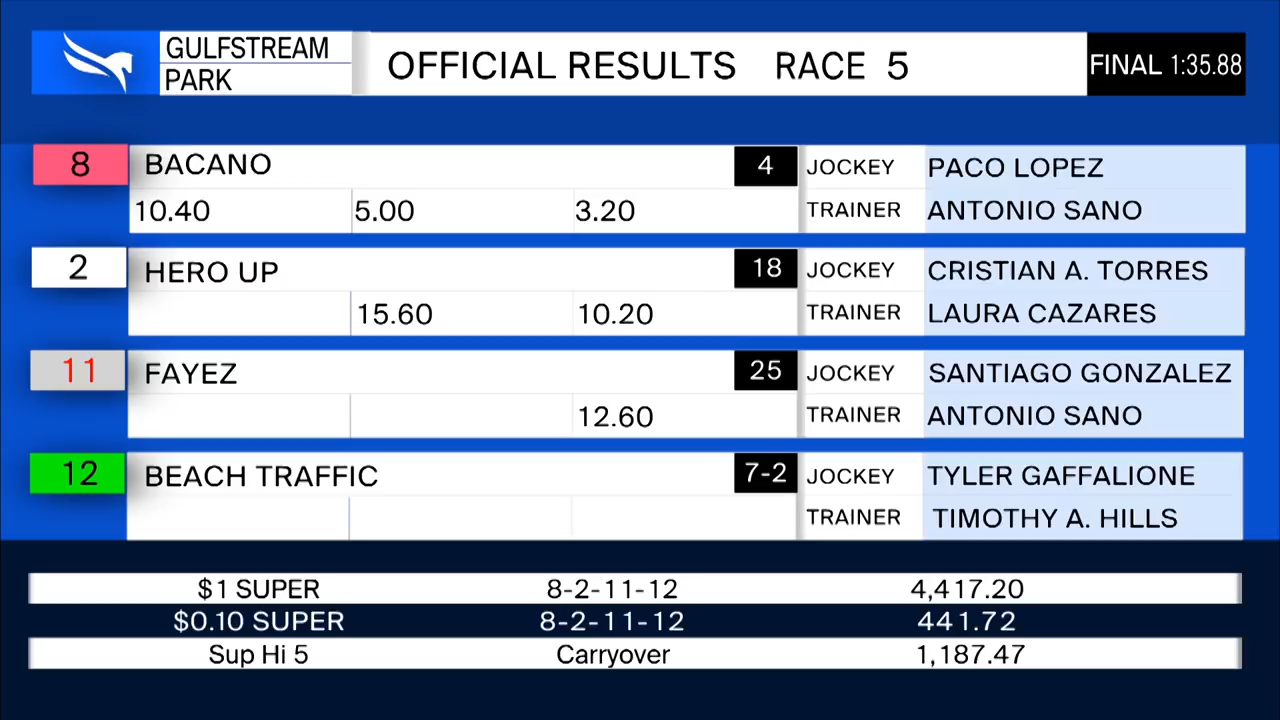 GULFSTREAM
PARK
OFFICIAL RESULTS RACE 5
FINAL 1:35.88
8 BACANO 4 JOCKEY PACO LOPEZ
10.40 5.00 3.20 TRAINER ANTONIO SANO
2 HERO UP 18 JOCKEY CRISTIAN A. TORRES
15.60 10.20 TRAINER LAURA CAZARES
11 FAYEZ 25 JOCKEY SANTIAGO GONZALEZ
12.60 TRAINER ANTONIO SANO
12 BEACH TRAFFIC 7-2 JOCKEY TYLER GAFFALIONE
TRAINER TIMOTHY A. HILLS
$1 SUPER 8-2-11-12 4,417.20
$0.10 SUPER 8-2-11-12 441.72
Sup Hi 5 Carryover 1,187.47